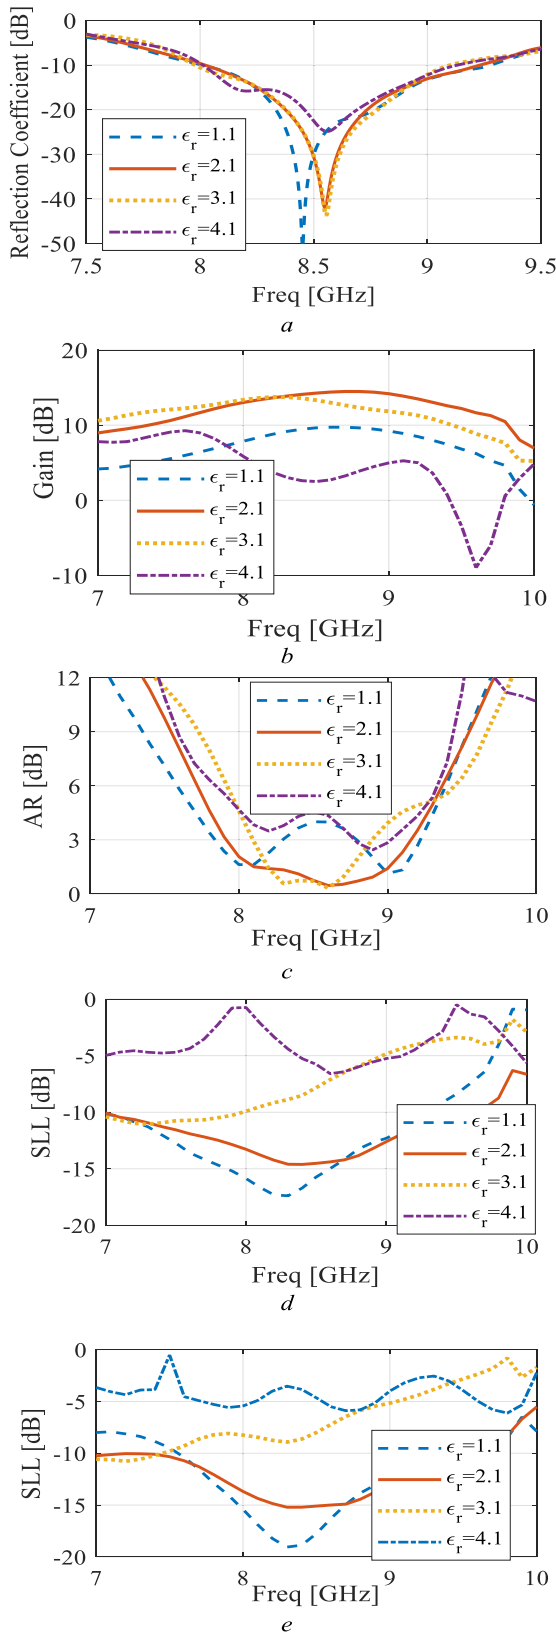 Reflection Coefficient [dB]
0
-10
-20
-30
-40
-50
ϵr=1.1
ϵr=2.1
ϵr=3.1
ϵr=4.1
7.5 8 8.5 9 9.5
Freq [GHz]
a
Gain [dB]
20
10
0
-10
ϵr=1.1
ϵr=2.1
ϵr=3.1
ϵr=4.1
7 8 9 10
Freq [GHz]
b
AR [dB]
12
9
6
3
0
ϵr=1.1
ϵr=2.1
ϵr=3.1
ϵr=4.1
7 8 9 10
Freq [GHz]
c
SLL [dB]
0
-5
-10
-15
-20
ϵr=1.1
ϵr=2.1
ϵr=3.1
ϵr=4.1
7 8 9 10
Freq [GHz]
d
SLL [dB]
0
-5
-10
-15
-20
ϵr=1.1
ϵr=2.1
ϵr=3.1
ϵr=4.1
7 8 9 10
Freq [GHz]
e